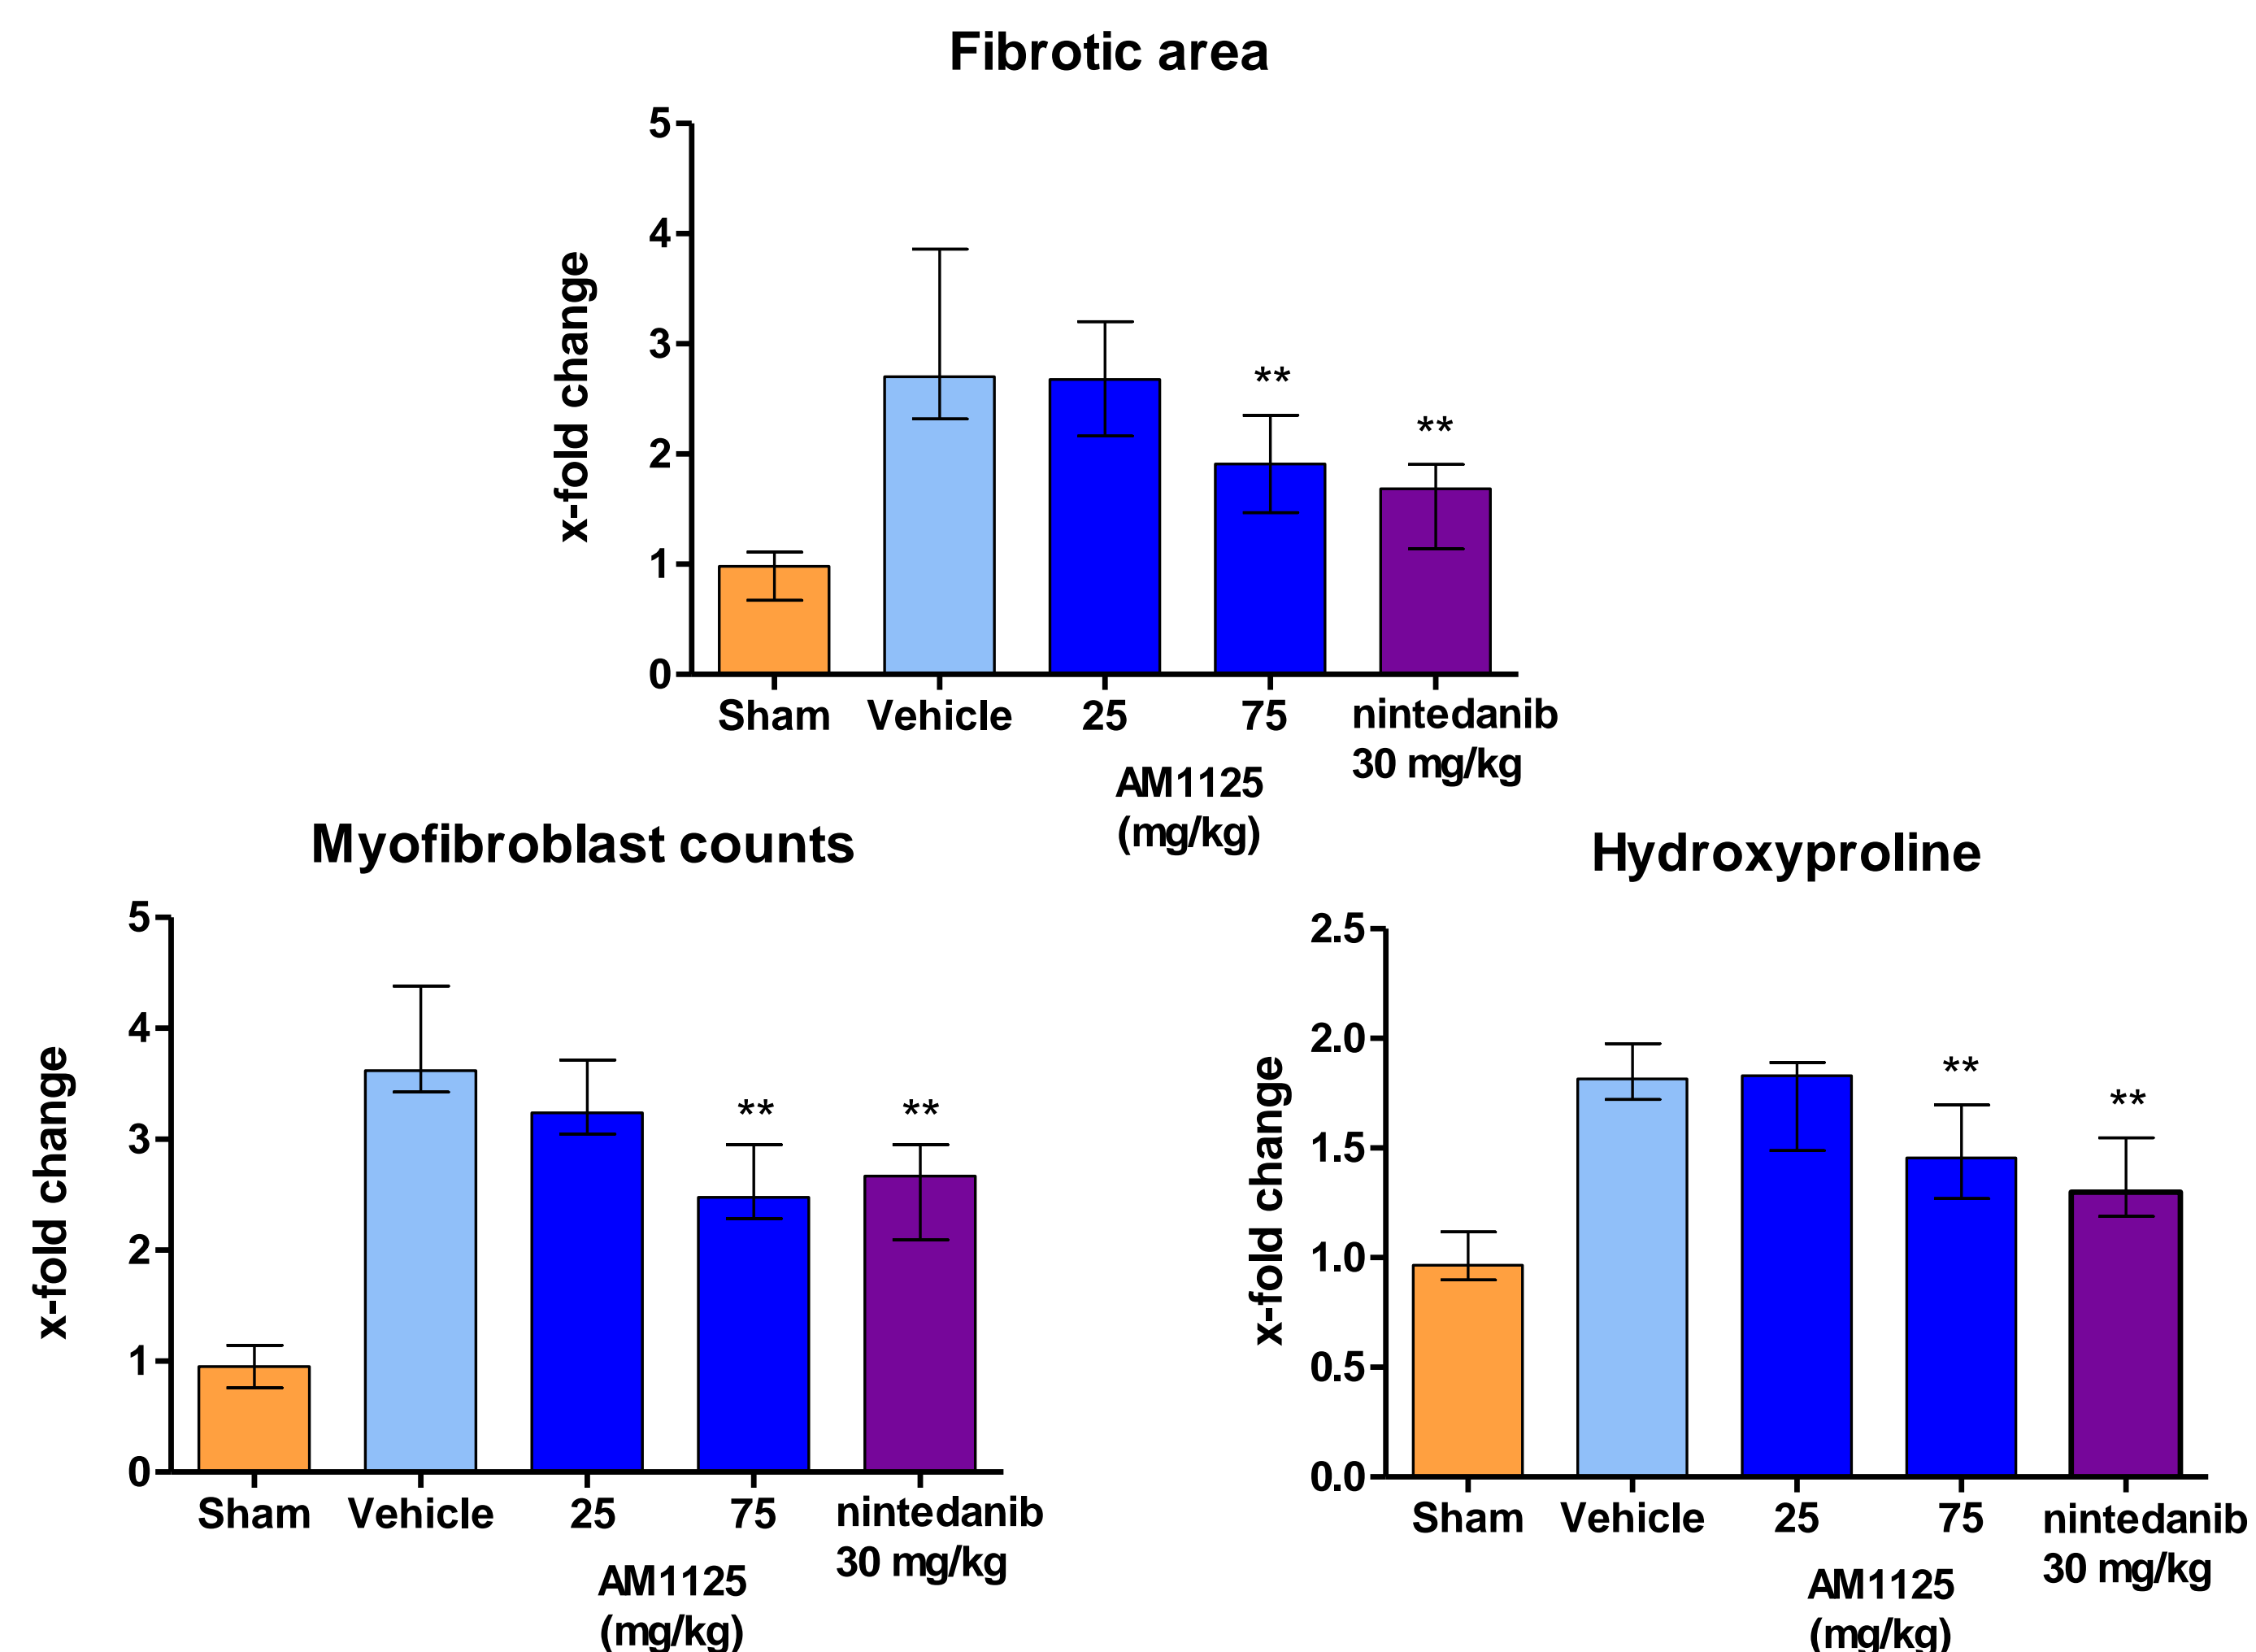 Fibrotic area
x-fold change
5
4
3
2
1
0
**
**
Sham Vehicle 25 75 nintedanib
30 mg/kg
AM1125
(mg/kg)
Myofibroblast counts
x-fold change
5
4
3
2
1
0
**
**
Sham Vehicle 25 75 nintedanib
30 mg/kg
AM1125
(mg/kg)
Hydroxyproline
x-fold change
2.5
2.0
1.5
1.0
0.5
0.0
**
**
Sham Vehicle 25 75 nintedanib
30 mg/kg
AM1125
(mg/kg)